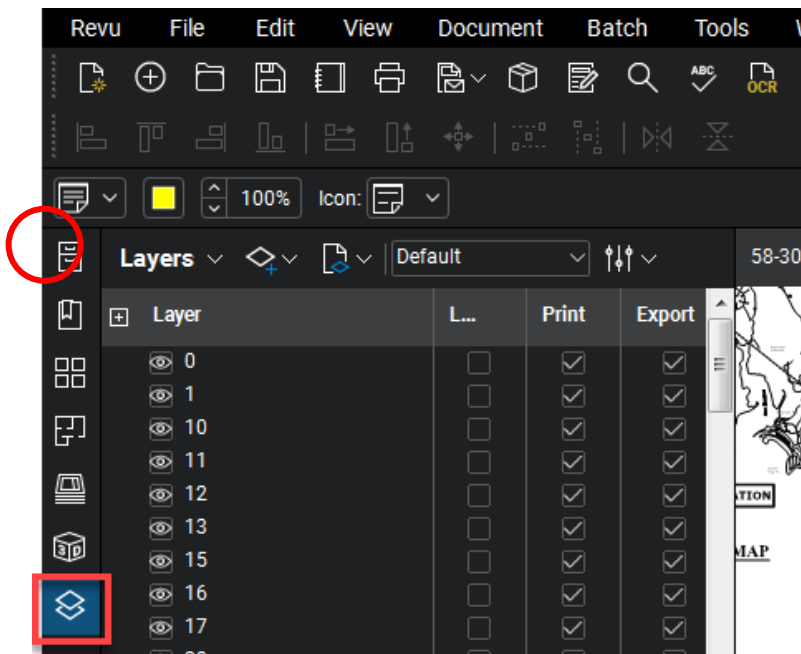 Revu File Edit View Document Batch Tools
ABC OCR
100% Icon:
Layers Default 58-30
Layer L... Print Export
0
1
10
11
12
13
15
16
17
3D
ATION
MAP